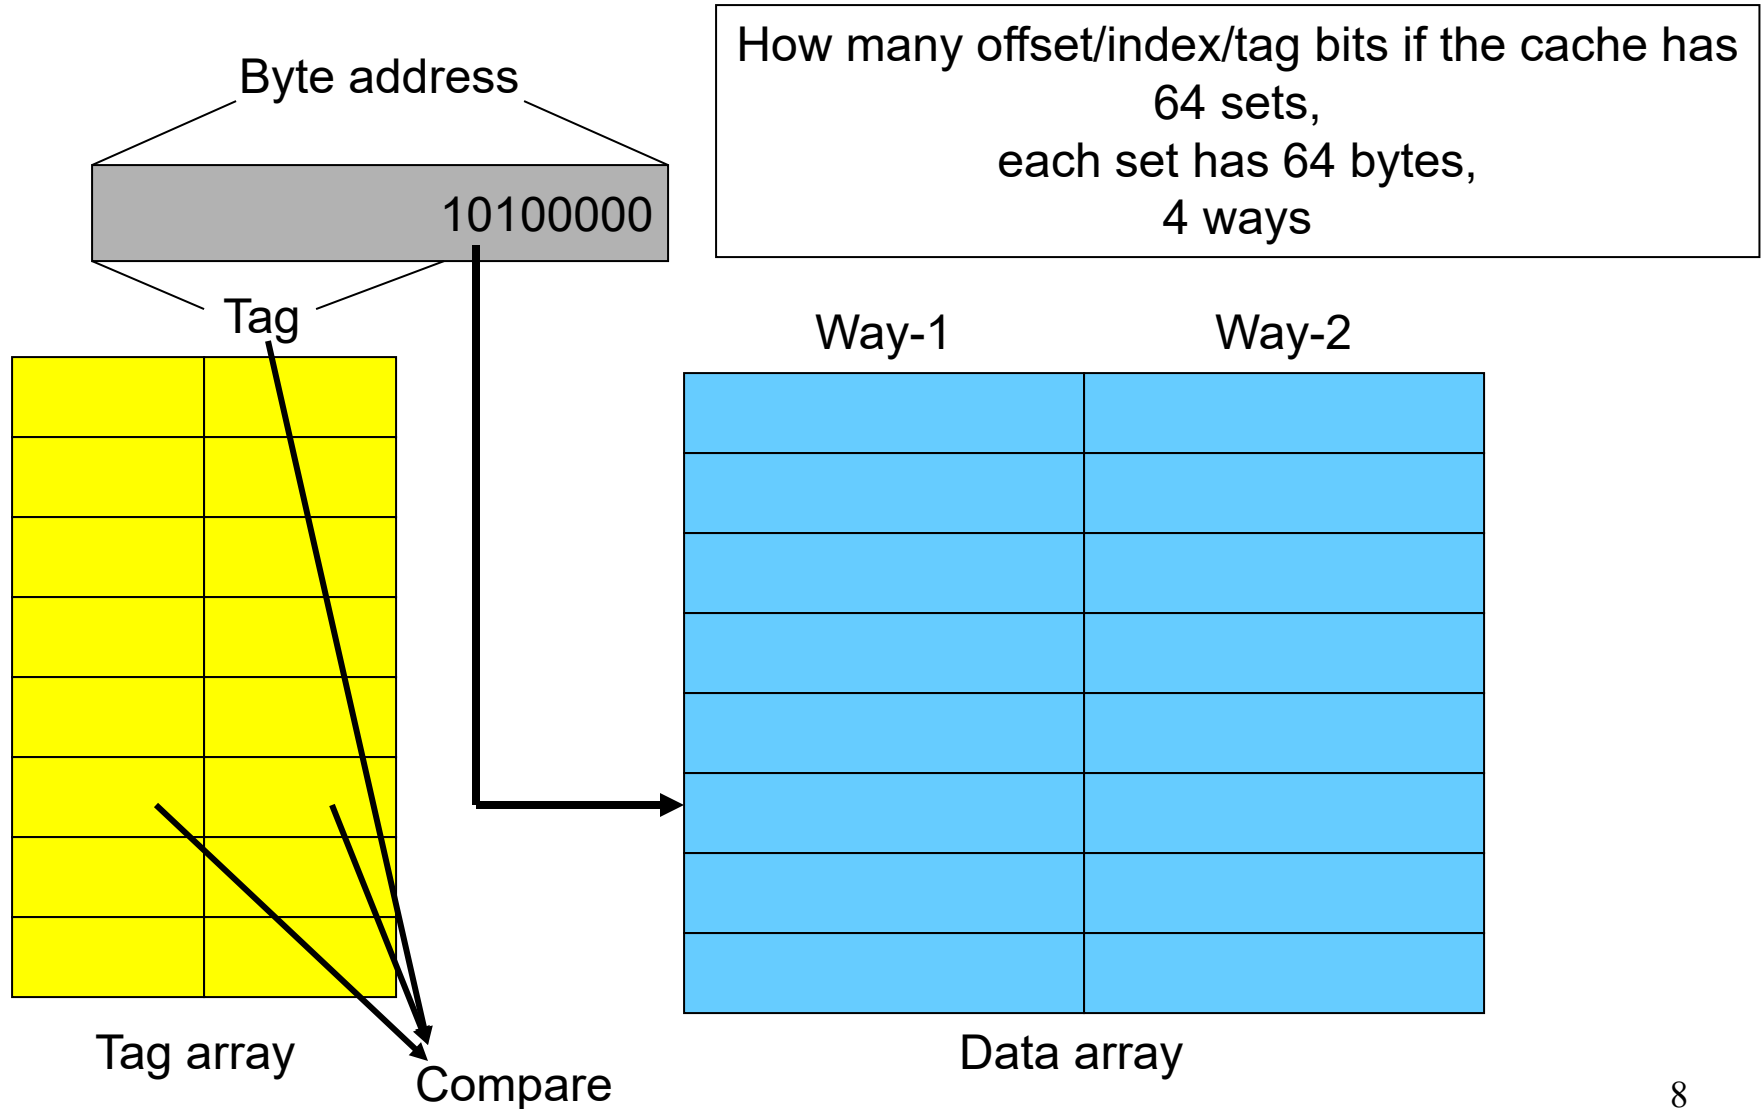 How many offset/index/tag bits if the cache has
64 sets,
each set has 64 bytes,
4 ways
Byte address
10100000
Tag
Way-1
Way-2
Tag array
Data array
Compare
8